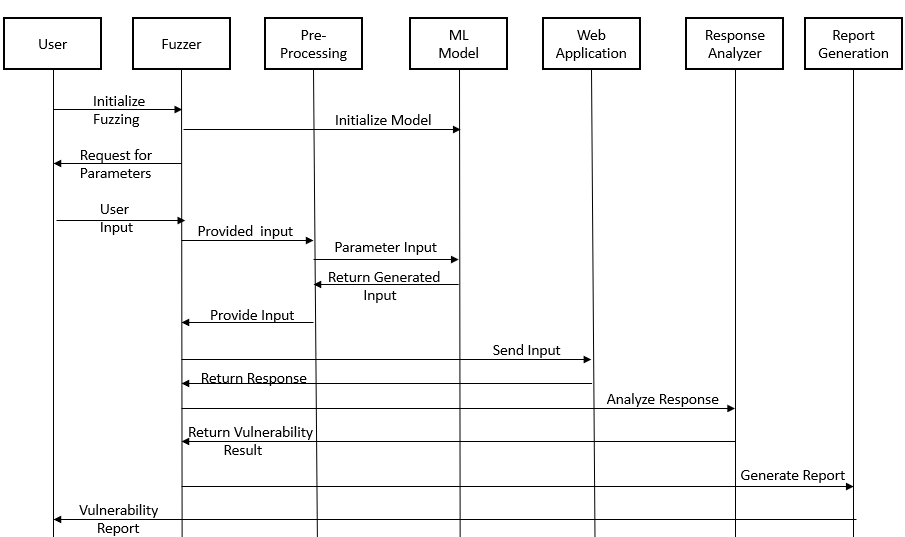 User
Fuzzer
Pre-
Processing
ML
Model
Web
Application
Response
Analyzer
Report
Generation
Initialize
Fuzzing
Initialize Model
Request for
Parameters
User
Input
Provided  input
Parameter Input
Return Generated
Input
Provide Input
Send Input
Return Response
Analyze Response
Return Vulnerability
Result
Generate Report
Vulnerability
Report